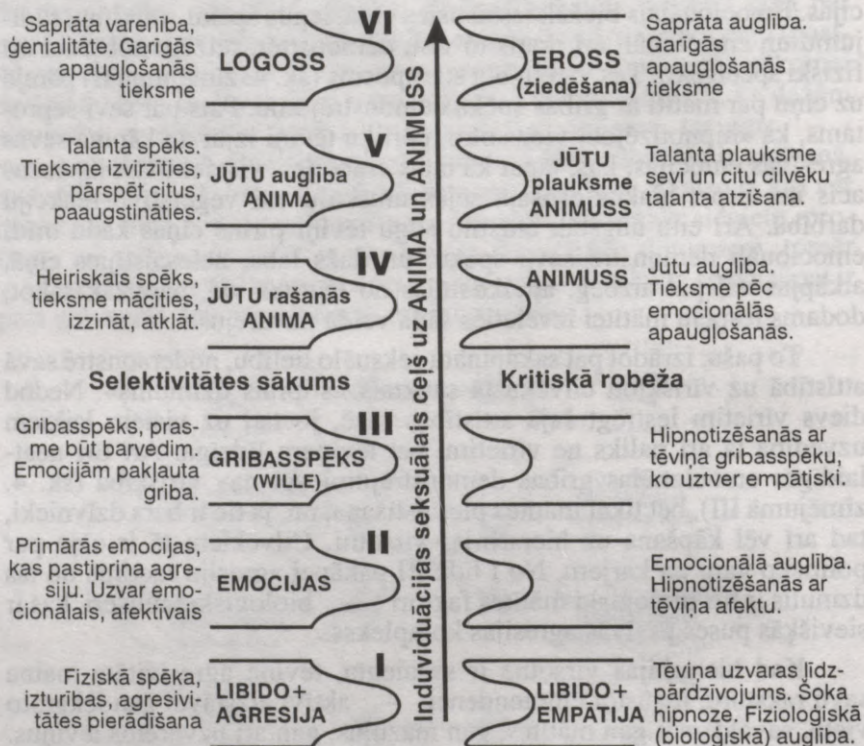 Saprāta varenība,
ģenialitāte. Garīgās
apaugļošanās
tieksme
VI
LOGOSS
EROSS
(ziedēšana)
Saprāta auglība.
Garīgās
apaugļošanās
tieksme
Talanta spēks.
Tieksme izvirzīties,
pārspēt citus,
paaugstināties.
V
JŪTU auglība
ANIMA
JŪTU
plauksme
ANIMUSS
Talanta plauksme
sevī un citu cilvēku
talanta atzīšana.
Heiriskais spēks,
tieksme mācīties,
izzināt, atklāt.
IV
JŪTU rašanās
ANIMA
ANIMUSS
Jūtu auglība.
Tieksme pēc
emocionālās
apaugļošanās.
Selektivitātes sākums
Kritiskā robeža
Gribasspēks, pras-
me būt barvedim.
Emocijām pakļauta
griba.
III
GRIBASSPĒKS
(WILLE)
Hipnotizēšanās ar
tēviņa gribasspēku,
ko uztver empātiski.
Primārās emocijas,
kas pastiprina agre-
siju. Uzvar emo-
cionālais, afektīvais
II
EMOCIJAS
Emocionālā auglība.
Hipnotizēšanās ar
tēviņa afektu.
Fiziskā spēka,
izturības, agresivi-
tātes pierādīšana
I
LIBIDO+
AGRESIJA
LIBIDO+
EMPĀTIJA
Tēviņa uzvaras līdz-
pārdzīvojums. Šoka
hipnoze. Fizioloģiskā
(bioloģiskā) auglība.
Induviduācijas seksuālais ceļš uz ANIMA un ANIMUSS